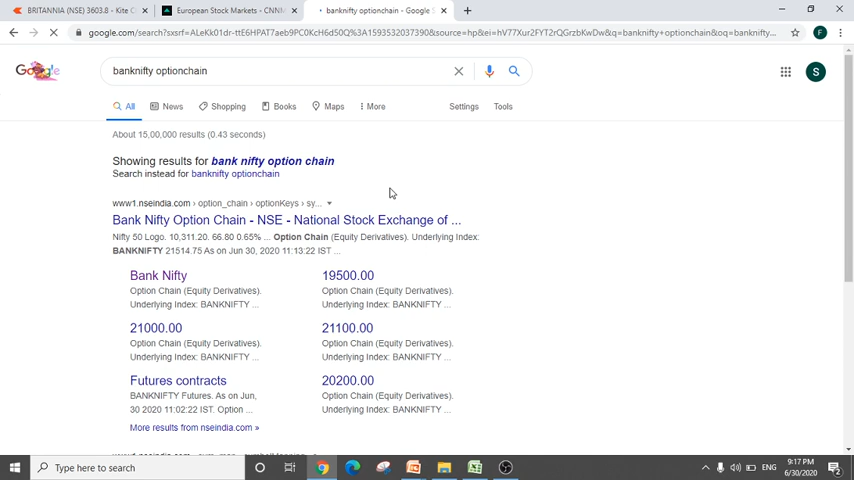 BRITANNIA (NSE) 3603.8 - Kite C
European Stock Markets - CNNM
banknifty optionchain - Google S
google.com/search?sxsrf=ALeKk01dr-ttE6HPAT7aeb9PC0KcH6d50Q%3A1593532037390&source=hp&ei=hV77Xur2FYT2rQGrzbKwDw&q=banknifty+optionchain&oq=banknifty...
F
Google
banknifty optionchain
S
All
News
Shopping
Books
Maps
More
Settings
Tools
About 15,00,000 results (0.43 seconds)
Showing results for bank nifty option chain
Search instead for banknifty optionchain
www1.nseindia.com › option_chain › optionKeys › sy...
Bank Nifty Option Chain - NSE - National Stock Exchange of ...
Nifty 50 Logo. 10,311.20. 66.80 0.65% ... Option Chain (Equity Derivatives). Underlying Index:
BANKNIFTY 21514.75 As on Jun 30, 2020 11:13:22 IST ...
Bank Nifty
Option Chain (Equity Derivatives).
Underlying Index: BANKNIFTY ...
19500.00
Option Chain (Equity Derivatives).
Underlying Index: BANKNIFTY ...
21000.00
Option Chain (Equity Derivatives).
Underlying Index: BANKNIFTY ...
21100.00
Option Chain (Equity Derivatives).
Underlying Index: BANKNIFTY ...
Futures contracts
BANKNIFTY Futures. As on Jun,
30 2020 11:02:22 IST. Option ...
20200.00
Option Chain (Equity Derivatives).
Underlying Index: BANKNIFTY ...
More results from nseindia.com »
Type here to search
ENG
9:17 PM
6/30/2020
2